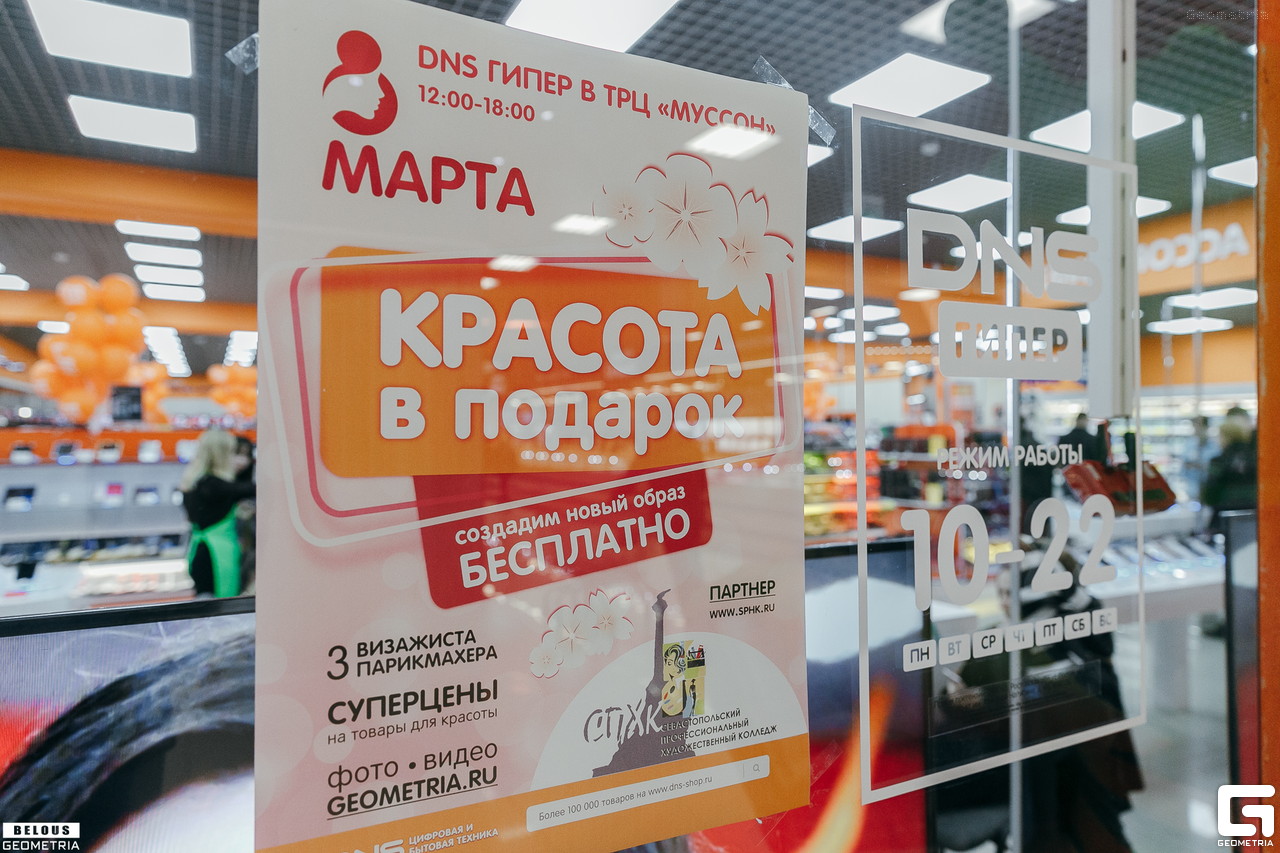 Geometria
DNS ГИПЕР В ТРЦ «МУССОН»
12:00-18:00
8
МАРТА
КРАСОТА
в подарок
создадим новый образ
БЕСПЛАТНО
ПАРТНЕР
WWW.SPHK.RU
3 ВИЗАЖИСТА
ПАРИКМАХЕРА
СУПЕРЦЕНЫ
на товары для красоты
фото • видео
GEOMETRIA.RU
СПХК
СЕВАСТОПОЛЬСКИЙ
ПРОФЕССИОНАЛЬНЫЙ
ХУДОЖЕСТВЕННЫЙ КОЛЛЕДЖ
Более 100 000 товаров на www.dns-shop.ru
DNS ЦИФРОВАЯ И
БЫТОВАЯ ТЕХНИКА
DNS
ГИПЕР
РЕЖИМ РАБОТЫ
10-22
ПН ВТ СР ЧТ ПТ СБ ВС
BELOUS
GEOMETRIA
GEOMETRIA